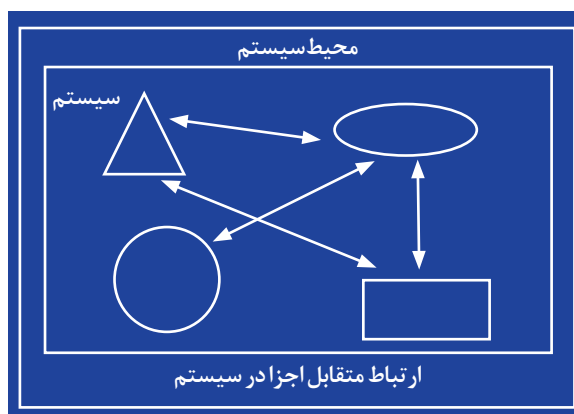 محیط سیستم
سیستم
ارتباط متقابل اجزا در سیستم